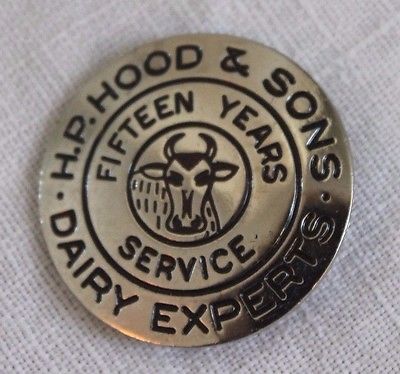 · H.P. HOOD & SONS ·
DAIRY EXPERTS
FIFTEEN YEARS
SERVICE